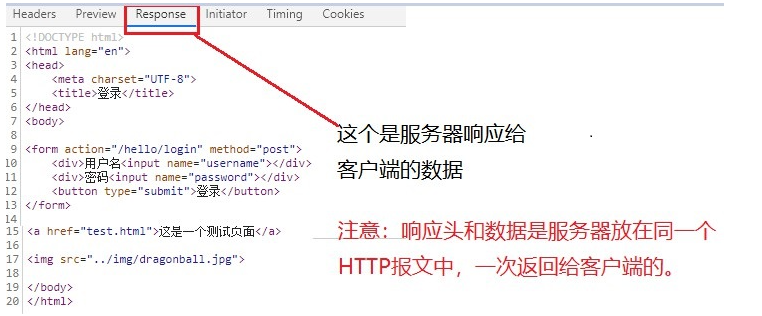 Headers Preview Response Initiator Timing Cookies
1 <!DOCTYPE html>
2 <html lang="en">
3 <head>
4 <meta charset="UTF-8">
5 <title>登录</title>
6 </head>
7 <body>
8
9 <form action="/hello/login" method="post">
10 <div>用户名<input name="username"></div>
11 <div>密码<input name="password"></div>
12 <button type="submit">登录</button>
13 </form>
14
15 <a href="test.html">这是一个测试页面</a>
16
17 <img src="../img/dragonball.jpg">
18
19 </body>
20 </html>
这个是服务器响应给
客户端的数据
注意：响应头和数据是服务器放在同一个
HTTP报文中，一次返回给客户端的。